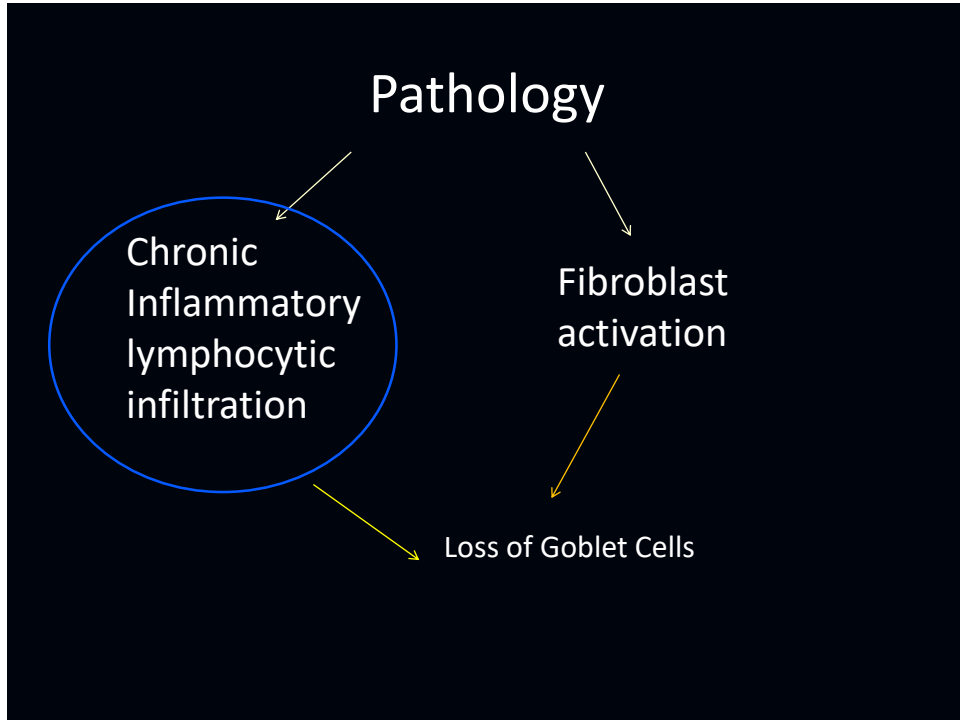 Pathology
Chronic
Inflammatory
lymphocytic
infiltration
Fibroblast
activation
Loss of Goblet Cells